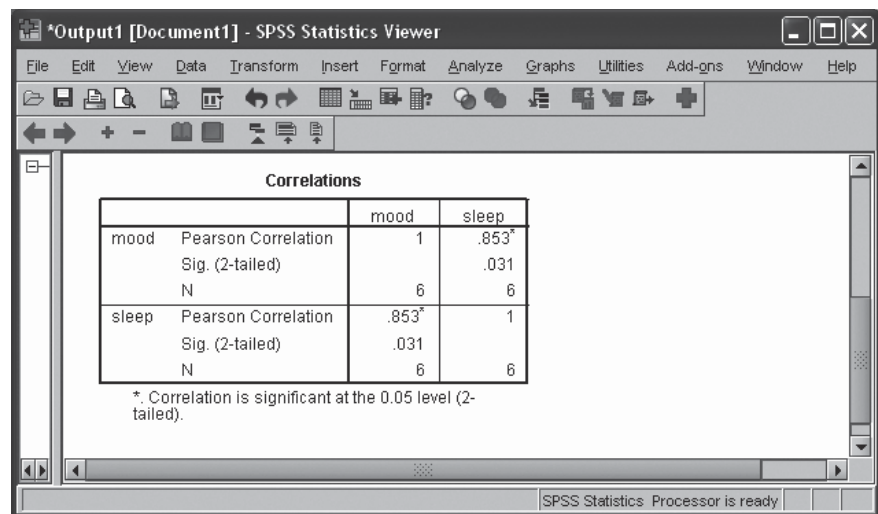 *Output1 [Document1] - SPSS Statistics Viewer
File Edit View Data Transform Insert Format Analyze Graphs Utilities Add-ons Window Help
Correlations
mood sleep
mood Pearson Correlation 1 .853*
Sig. (2-tailed) .031
N 6 6
sleep Pearson Correlation .853* 1
Sig. (2-tailed) .031
N 6 6
*. Correlation is significant at the 0.05 level (2-
tailed).
SPSS Statistics Processor is ready